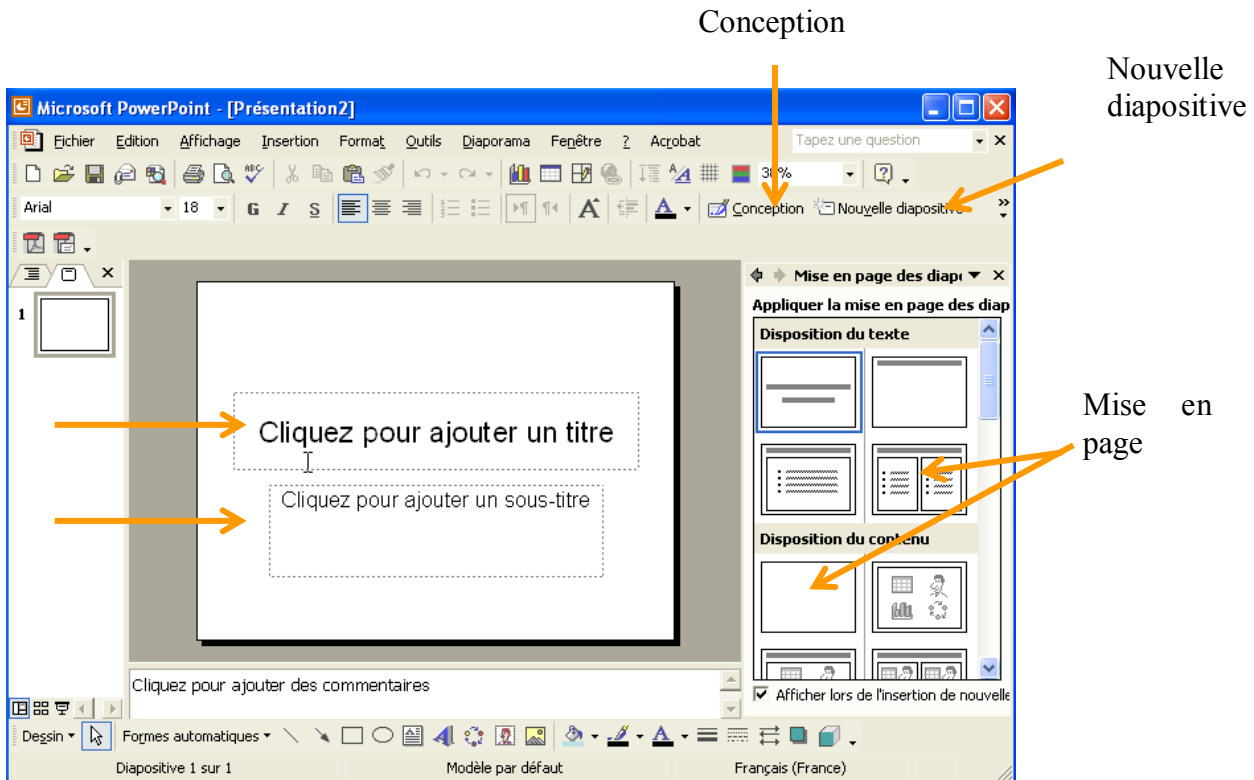 Conception
Nouvelle
diapositive
Microsoft PowerPoint - [Présentation2]
Fichier Edition Affichage Insertion Format Outils Diaporama Fenêtre ? Acrobat Tapez une question
ABC
Arial 18 G I S A A Conception Nouvelle diapositive
Mise en page des diap
1
Appliquer la mise en page des diap
Disposition du texte
Cliquez pour ajouter un titre
Cliquez pour ajouter un sous-titre
Mise en
page
Disposition du contenu
Cliquez pour ajouter des commentaires
Afficher lors de l'insertion de nouvelle
Dessin Formes automatiques A
Diapositive 1 sur 1 Modèle par défaut Français (France)